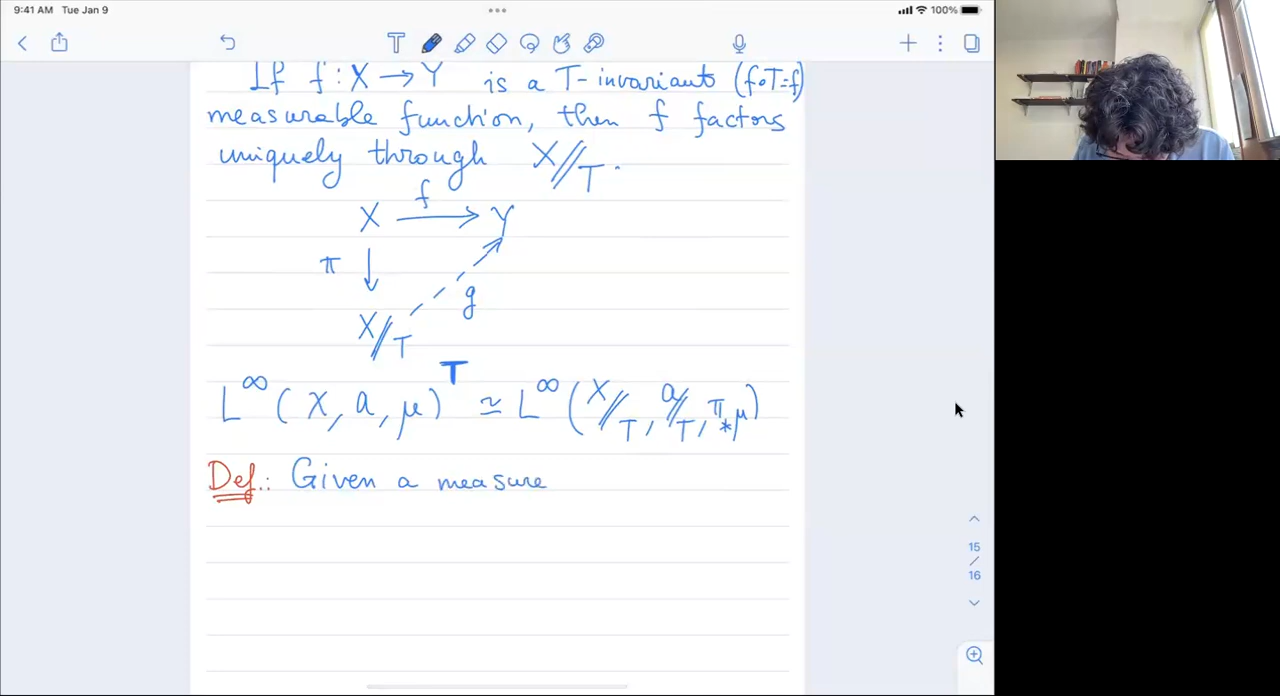 9:41 AM Tue Jan 9
100%
If f : X → Y is a T-invariant (f∘T=f)
measurable function, then f factors
uniquely through X//T.
X f Y
π
g
X//T
L^∞(X, a, μ)^T ≃ L^∞(X//T, a//T, π_*μ)
Def.: Given a measure
15
/
16